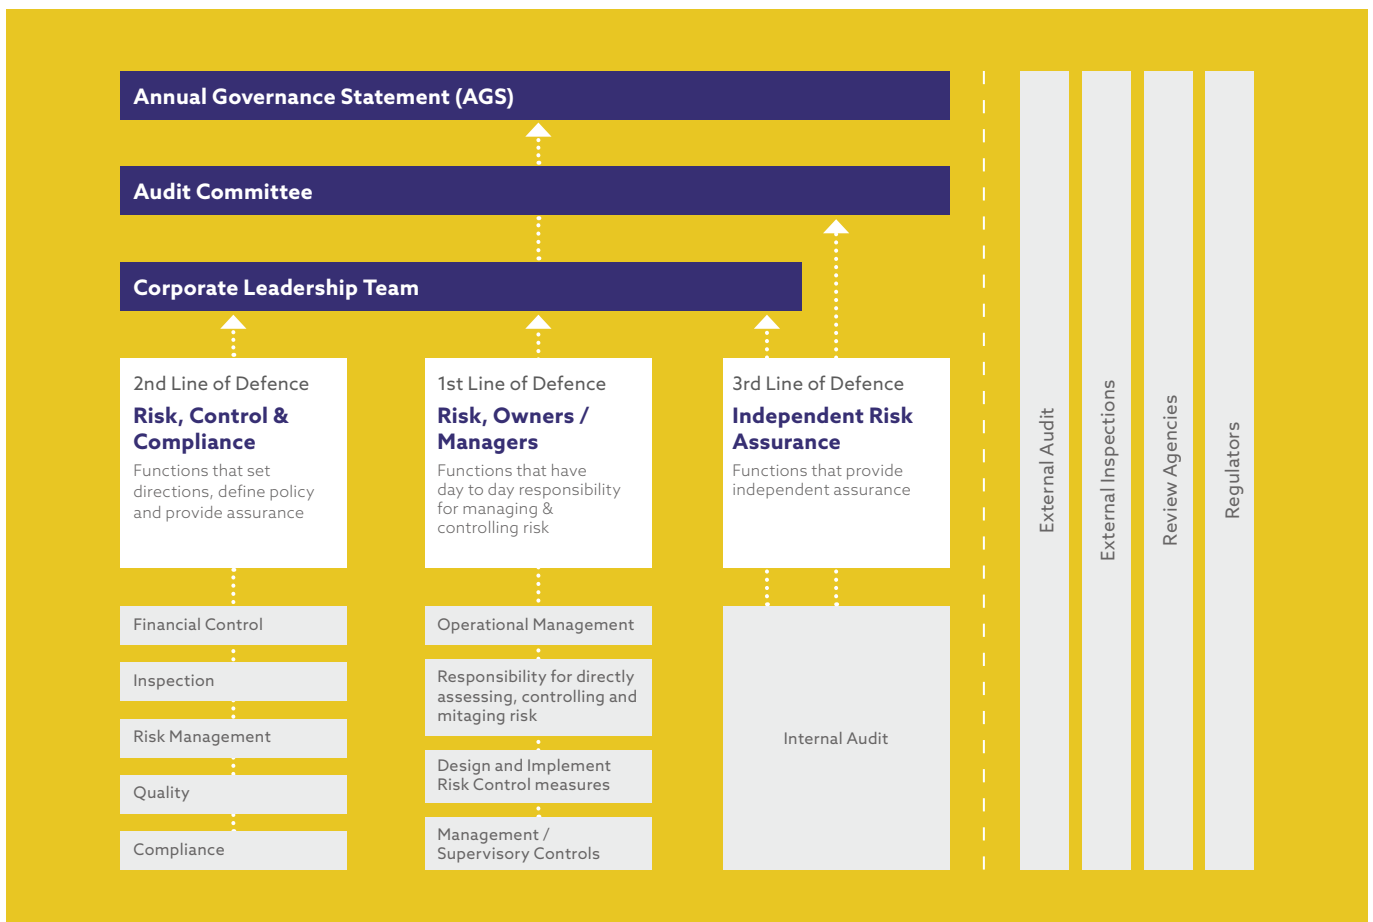 Annual Governance Statement (AGS)
Audit Committee
Corporate Leadership Team
2nd Line of Defence
Risk, Control &
Compliance
Functions that set
directions, define policy
and provide assurance
Financial Control
Inspection
Risk Management
Quality
Compliance
1st Line of Defence
Risk, Owners /
Managers
Functions that have
day to day responsibility
for managing &
controlling risk
Operational Management
Responsibility for directly
assessing, controlling and
mitaging risk
Design and Implement
Risk Control measures
Management /
Supervisory Controls
3rd Line of Defence
Independent Risk
Assurance
Functions that provide
independent assurance
Internal Audit
External Audit
External Inspections
Review Agencies
Regulators